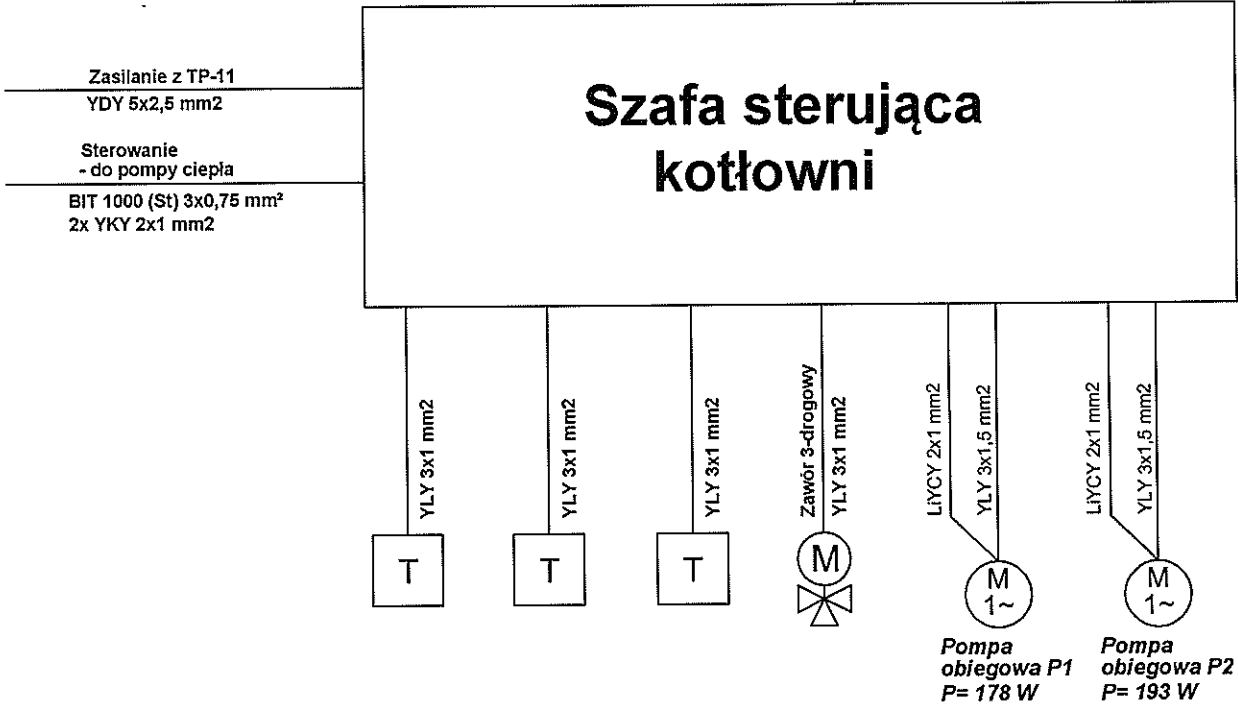 Zasilanie z TP-11
YDY 5x2,5 mm2
Sterowanie
- do pompy ciepła
BIT 1000 (St) 3x0,75 mm²
2x YKY 2x1 mm2
Szafa sterująca
kotłowni
YLY 3x1 mm2
YLY 3x1 mm2
YLY 3x1 mm2
Zawór 3-drogowy
YLY 3x1 mm2
LiYCY 2x1 mm2
YLY 3x1,5 mm2
LiYCY 2x1 mm2
YLY 3x1,5 mm2
T
T
T
M
M
1~
M
1~
Pompa
obiegowa P1
P= 178 W
Pompa
obiegowa P2
P= 193 W